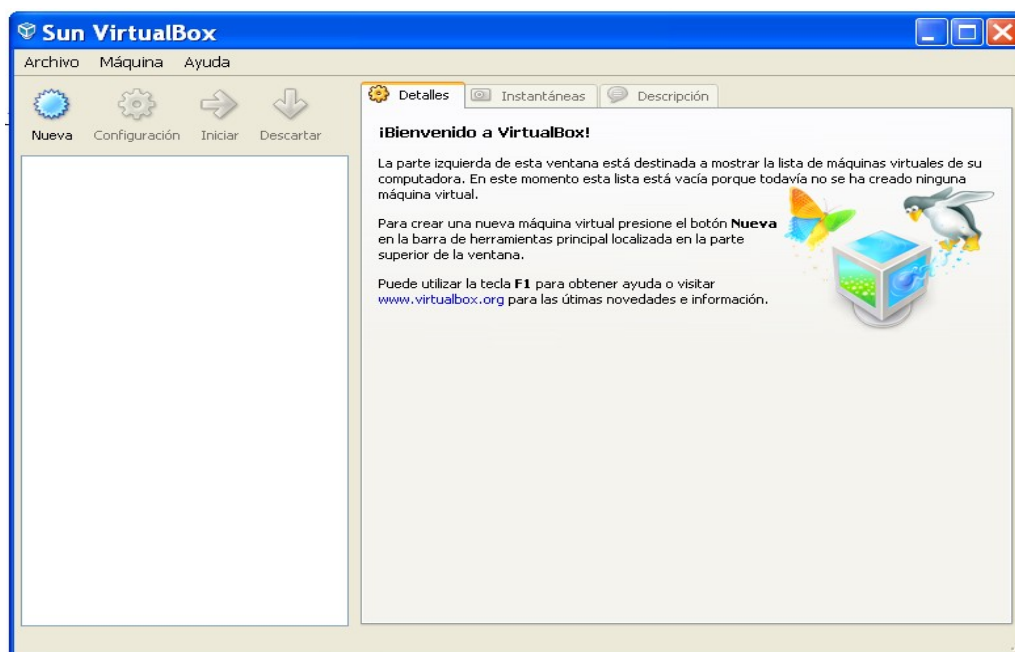 Sun VirtualBox
Archivo Máquina Ayuda
Nueva Configuración Iniciar Descartar
Detalles Instantáneas Descripción
¡Bienvenido a VirtualBox!
La parte izquierda de esta ventana está destinada a mostrar la lista de máquinas virtuales de su
computadora. En este momento esta lista está vacía porque todavía no se ha creado ninguna
máquina virtual.
Para crear una nueva máquina virtual presione el botón Nueva
en la barra de herramientas principal localizada en la parte
superior de la ventana.
Puede utilizar la tecla F1 para obtener ayuda o visitar
www.virtualbox.org para las útimas novedades e información.